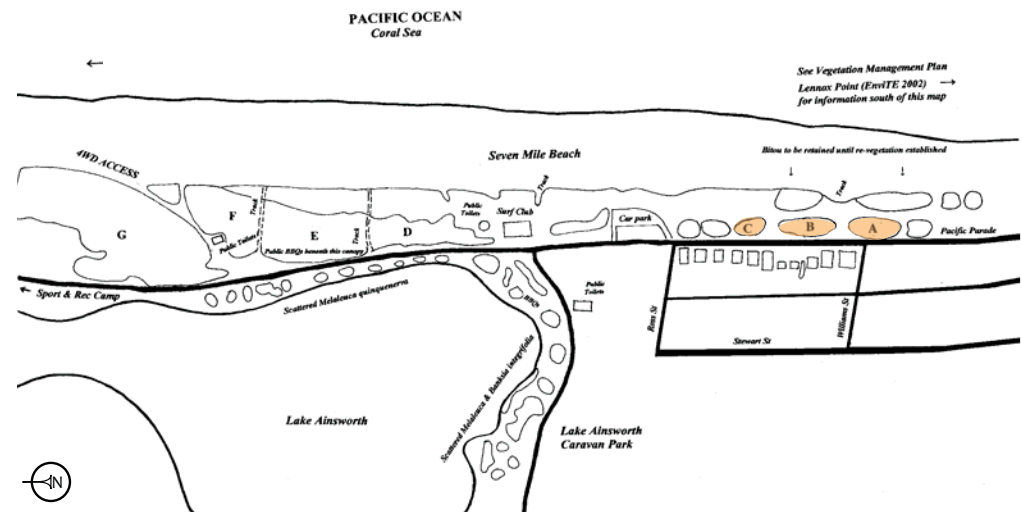 PACIFIC OCEAN
Coral Sea
←
See Vegetation Management Plan
Lennox Point (EnviTE 2002) →
for information south of this map
Seven Mile Beach
Bitou to be retained until re-vegetation established
↓ ↓
4WD ACCESS
Track
Track
Track
Track
Public
Toilets
Surf Club
Car park
F
G
E
D
C
B
A
Public Toilets
Public BBQs beneath this canopy
Pacific Parade
← Sport & Rec Camp
Scattered Melaleuca quinquenerva
BBQs
Public
Toilets
Ross St
Williams St
Stewart St
Scattered Melaleuca & Banksia integrifolia
Lake Ainsworth
Lake Ainsworth
Caravan Park
N